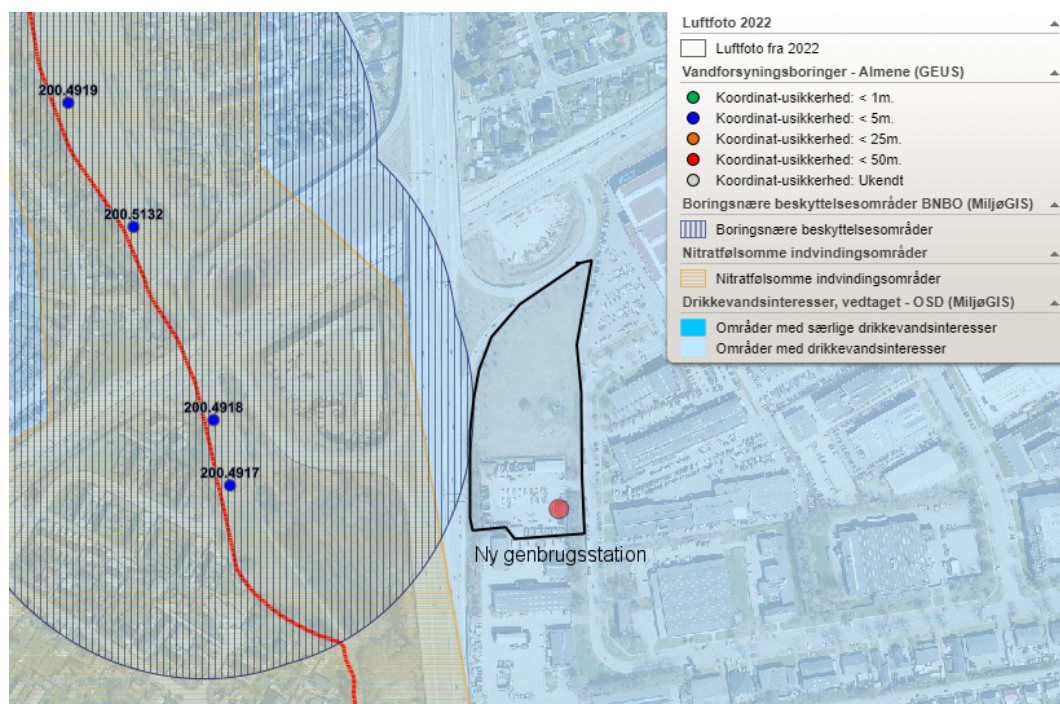 Luftfoto 2022
Luftfoto fra 2022
Vandforsyningsboringer - Almene (GEUS)
Koordinat-usikkerhed: < 1m.
Koordinat-usikkerhed: < 5m.
Koordinat-usikkerhed: < 25m.
Koordinat-usikkerhed: < 50m.
Koordinat-usikkerhed: Ukendt
Boringsnære beskyttelsesområder BNBO (MiljøGIS)
Boringsnære beskyttelsesområder
Nitratfølsomme indvindingsområder
Nitratfølsomme indvindingsområder
Drikkevandsinteresser, vedtaget - OSD (MiljøGIS)
Områder med særlige drikkevandsinteresser
Områder med drikkevandsinteresser
200.4919
200.5132
200.4918
200.4917
Ny genbrugsstation